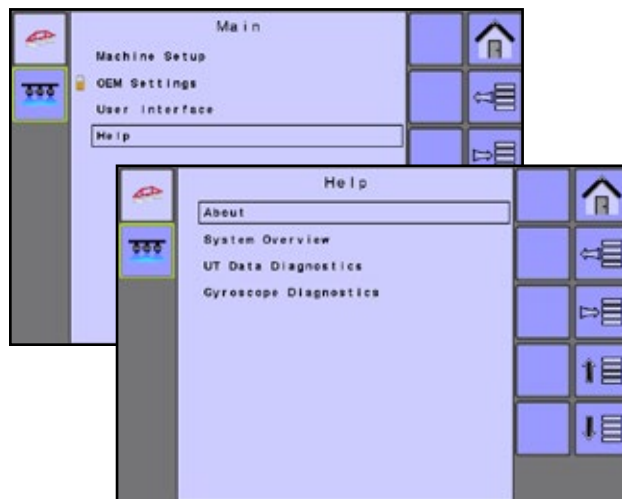 Main
Machine Setup
OEM Settings
User Interface
Help
Help
About
System Overview
UT Data Diagnostics
Gyroscope Diagnostics